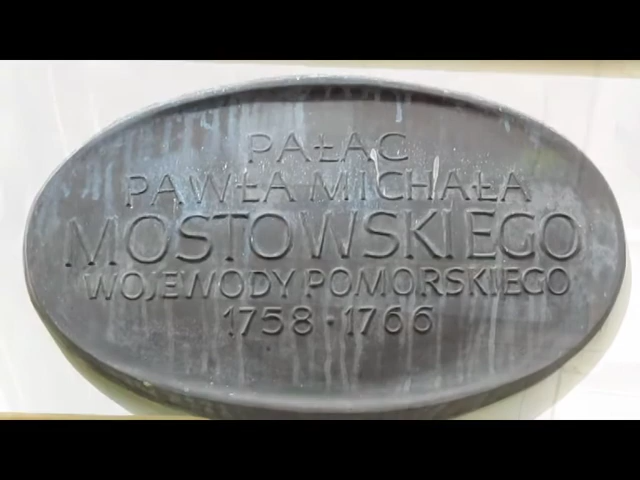 PAŁAC
PAWŁA MICHAŁA
MOSTOWSKIEGO
WOJEWODY POMORSKIEGO
1758 · 1766